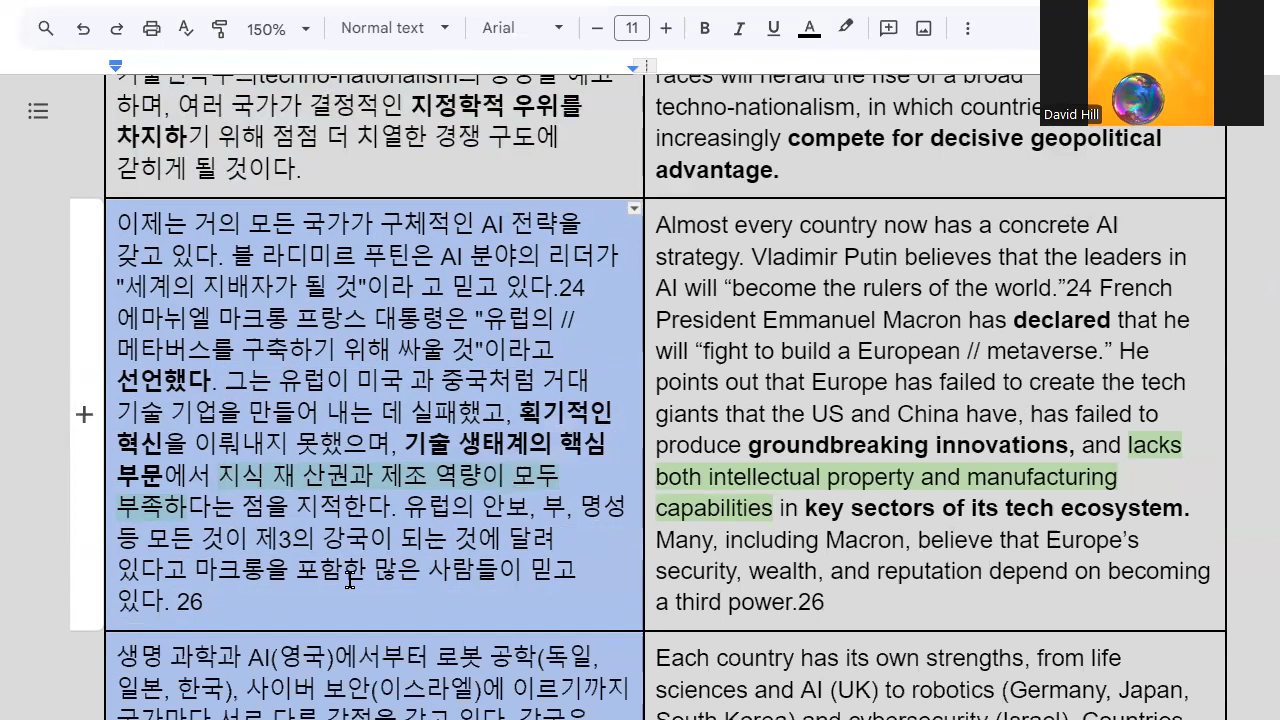 150%
Normal text
Arial
11
B
I
U
A
David Hill
하며, 여러 국가가 결정적인 지정학적 우위를
차지하기 위해 점점 더 치열한 경쟁 구도에
갇히게 될 것이다.
races will herald the rise of a broad
techno-nationalism, in which countrie
increasingly compete for decisive geopolitical
advantage.
이제는 거의 모든 국가가 구체적인 AI 전략을
갖고 있다. 블 라디미르 푸틴은 AI 분야의 리더가
"세계의 지배자가 될 것"이라 고 믿고 있다.24
에마뉘엘 마크롱 프랑스 대통령은 "유럽의 //
메타버스를 구축하기 위해 싸울 것"이라고
선언했다. 그는 유럽이 미국 과 중국처럼 거대
기술 기업을 만들어 내는 데 실패했고, 획기적인
혁신을 이뤄내지 못했으며, 기술 생태계의 핵심
부문에서 지식 재 산권과 제조 역량이 모두
부족하다는 점을 지적한다. 유럽의 안보, 부, 명성
등 모든 것이 제3의 강국이 되는 것에 달려
있다고 마크롱을 포함한 많은 사람들이 믿고
있다. 26
Almost every country now has a concrete AI
strategy. Vladimir Putin believes that the leaders in
AI will “become the rulers of the world.”24 French
President Emmanuel Macron has declared that he
will “fight to build a European // metaverse.” He
points out that Europe has failed to create the tech
giants that the US and China have, has failed to
produce groundbreaking innovations, and lacks
both intellectual property and manufacturing
capabilities in key sectors of its tech ecosystem.
Many, including Macron, believe that Europe’s
security, wealth, and reputation depend on becoming
a third power.26
생명 과학과 AI(영국)에서부터 로봇 공학(독일,
일본, 한국), 사이버 보안(이스라엘)에 이르기까지
Each country has its own strengths, from life
sciences and AI (UK) to robotics (Germany, Japan,
South Korea) and cybersecurity (Israel). Countries